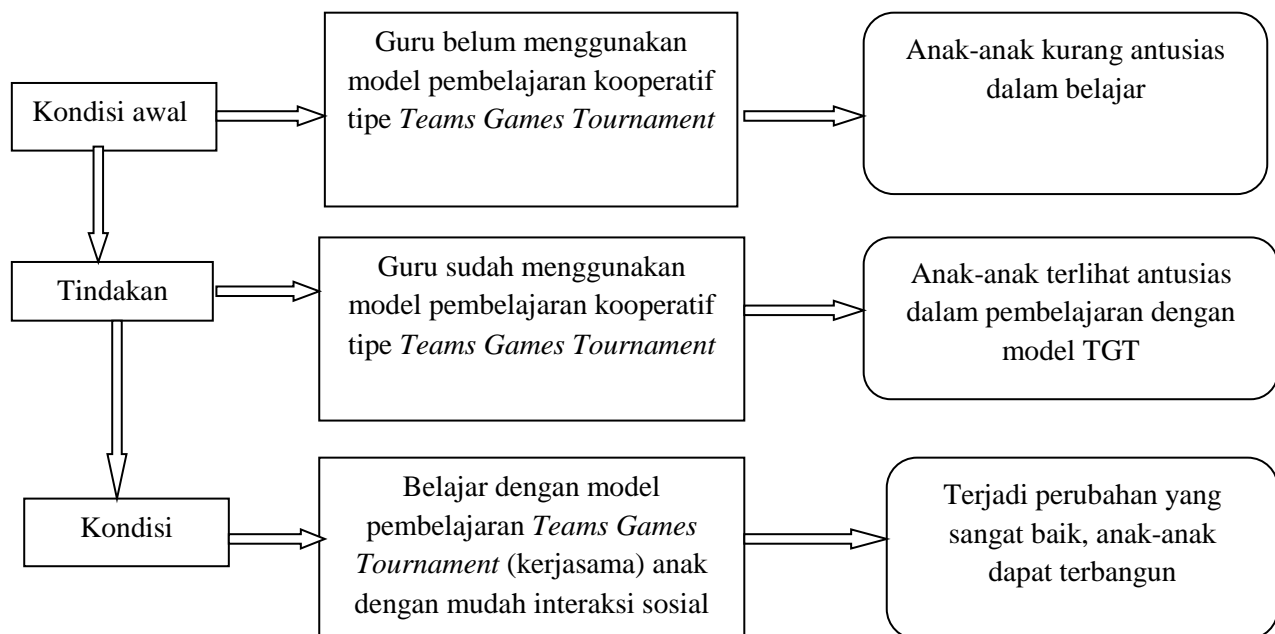 Kondisi awal
Guru belum menggunakan
model pembelajaran kooperatif
tipe Teams Games Tournament
Anak-anak kurang antusias
dalam belajar
Tindakan
Guru sudah menggunakan
model pembelajaran kooperatif
tipe Teams Games Tournament
Anak-anak terlihat antusias
dalam pembelajaran dengan
model TGT
Kondisi
Belajar dengan model
pembelajaran Teams Games
Tournament (kerjasama) anak
dengan mudah interaksi sosial
Terjadi perubahan yang
sangat baik, anak-anak
dapat terbangun